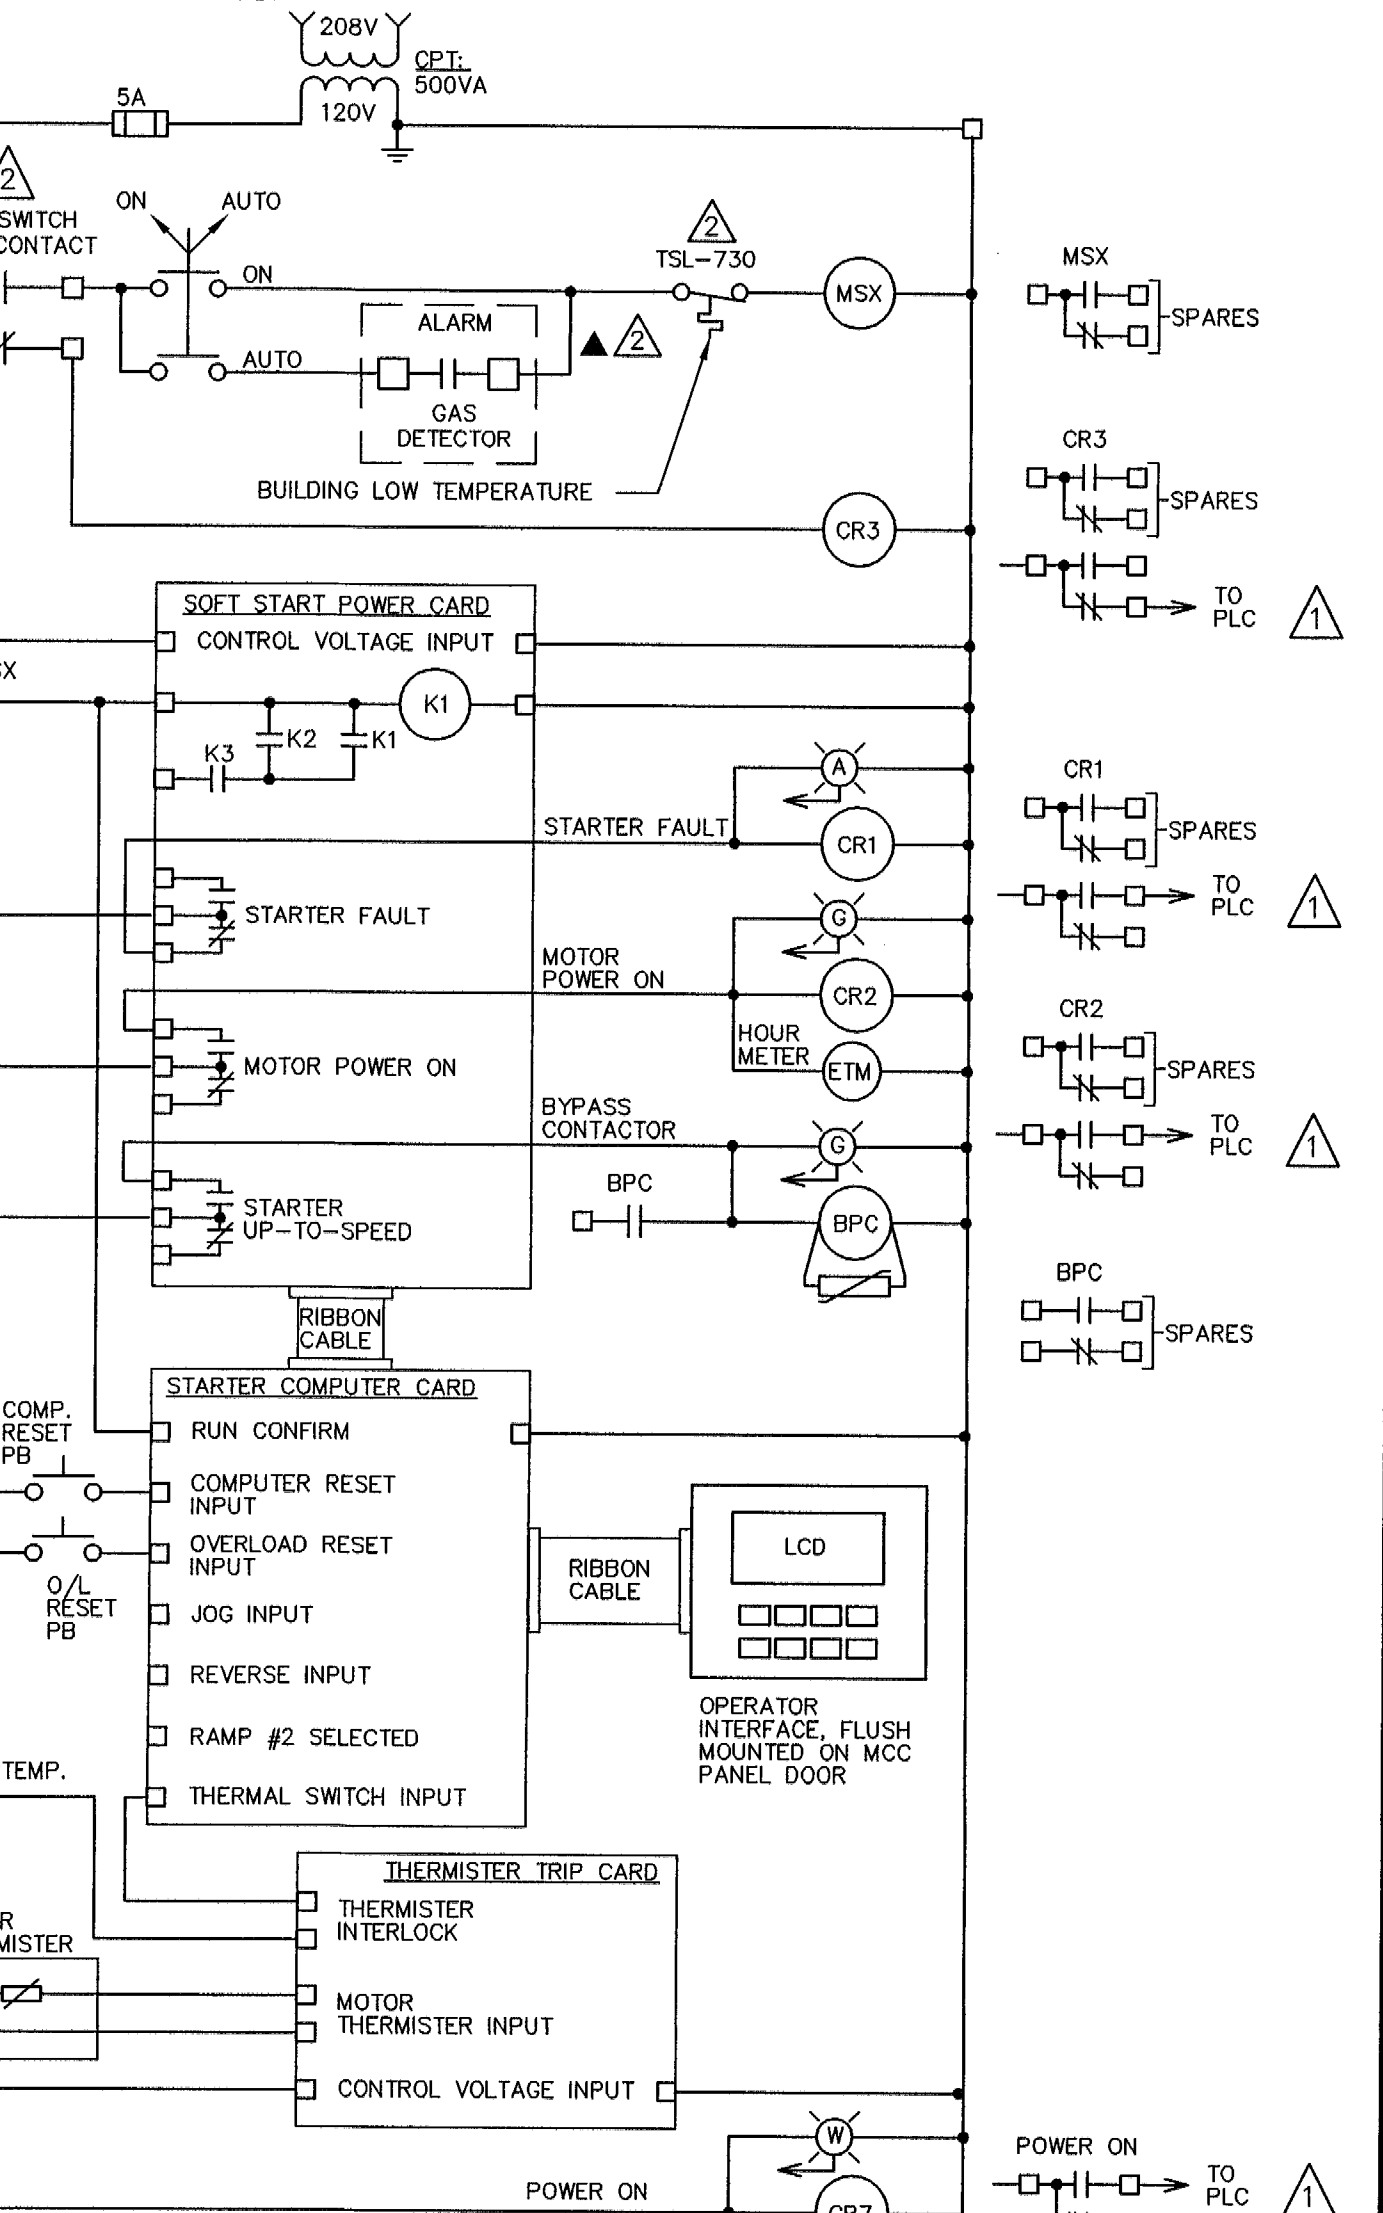 208V
CPT:
500VA
5A
120V
2
SWITCH
CONTACT
ON
AUTO
ON
2
TSL-730
MSX
ALARM
2
AUTO
GAS
DETECTOR
BUILDING LOW TEMPERATURE
CR3
MSX
SPARES
CR3
SPARES
TO
PLC
1
SOFT START POWER CARD
CONTROL VOLTAGE INPUT
K1
K2
K1
K3
A
STARTER FAULT
CR1
STARTER FAULT
G
MOTOR
POWER ON
CR2
HOUR
METER
ETM
MOTOR POWER ON
BYPASS
CONTACTOR
G
BPC
BPC
STARTER
UP-TO-SPEED
CR1
SPARES
TO
PLC
1
CR2
SPARES
TO
PLC
1
BPC
SPARES
RIBBON
CABLE
STARTER COMPUTER CARD
COMP.
RESET
PB
RUN CONFIRM
COMPUTER RESET
INPUT
OVERLOAD RESET
INPUT
O/L
RESET
PB
JOG INPUT
REVERSE INPUT
RAMP #2 SELECTED
THERMAL SWITCH INPUT
RIBBON
CABLE
LCD
OPERATOR
INTERFACE, FLUSH
MOUNTED ON MCC
PANEL DOOR
TEMP.
THERMISTER TRIP CARD
THERMISTER
INTERLOCK
MOTOR
THERMISTER INPUT
CONTROL VOLTAGE INPUT
W
POWER ON
POWER ON
TO
PLC
1